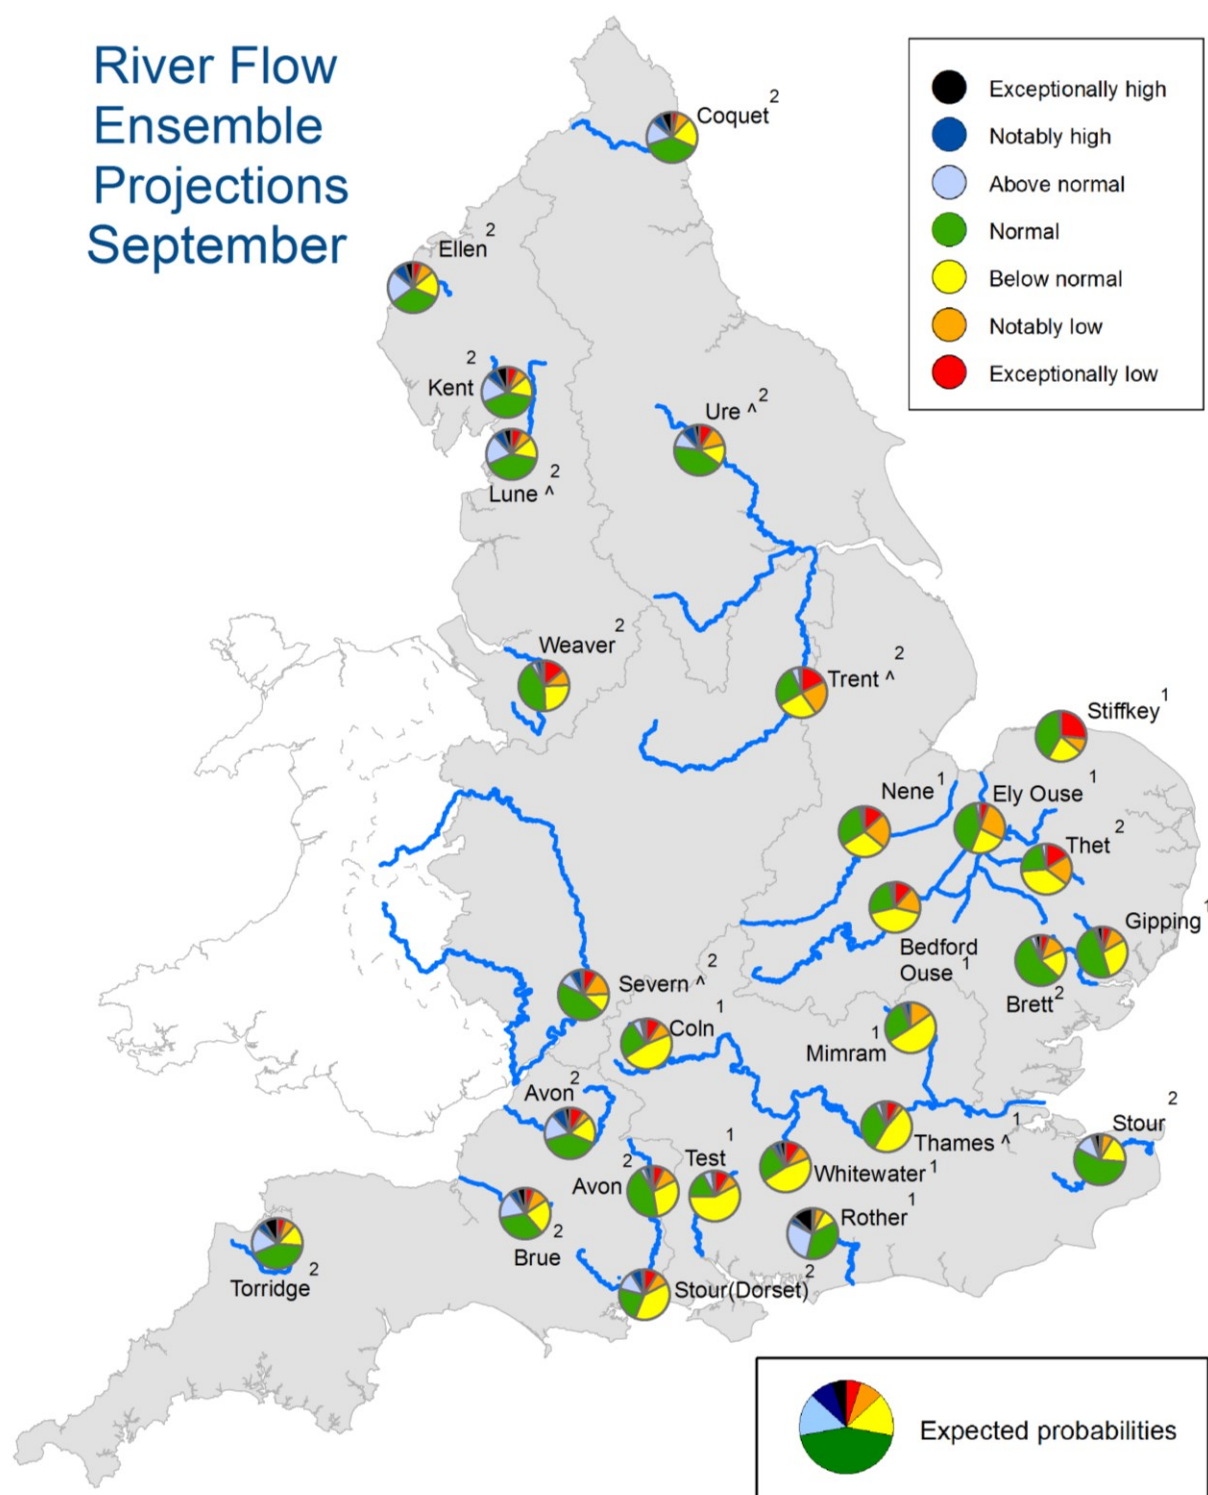 River Flow
Ensemble
Projections
September
Exceptionally high
Notably high
Above normal
Normal
Below normal
Notably low
Exceptionally low
Coquet 2
Ellen 2
2
Kent
Ure ^ 2
Lune ^ 2
Weaver 2
Trent ^ 2
Stiffkey 1
Nene 1
Ely Ouse 1
Thet 2
Gipping 1
Bedford
Ouse 1
Brett 2
Severn ^ 2
Coln 1
1
Mimram
Avon 2
Stour 2
Thames ^ 1
Test 1
2
Avon
Whitewater 1
Rother 1
Brue 2
Torridge 2
Stour(Dorset) 2
Expected probabilities